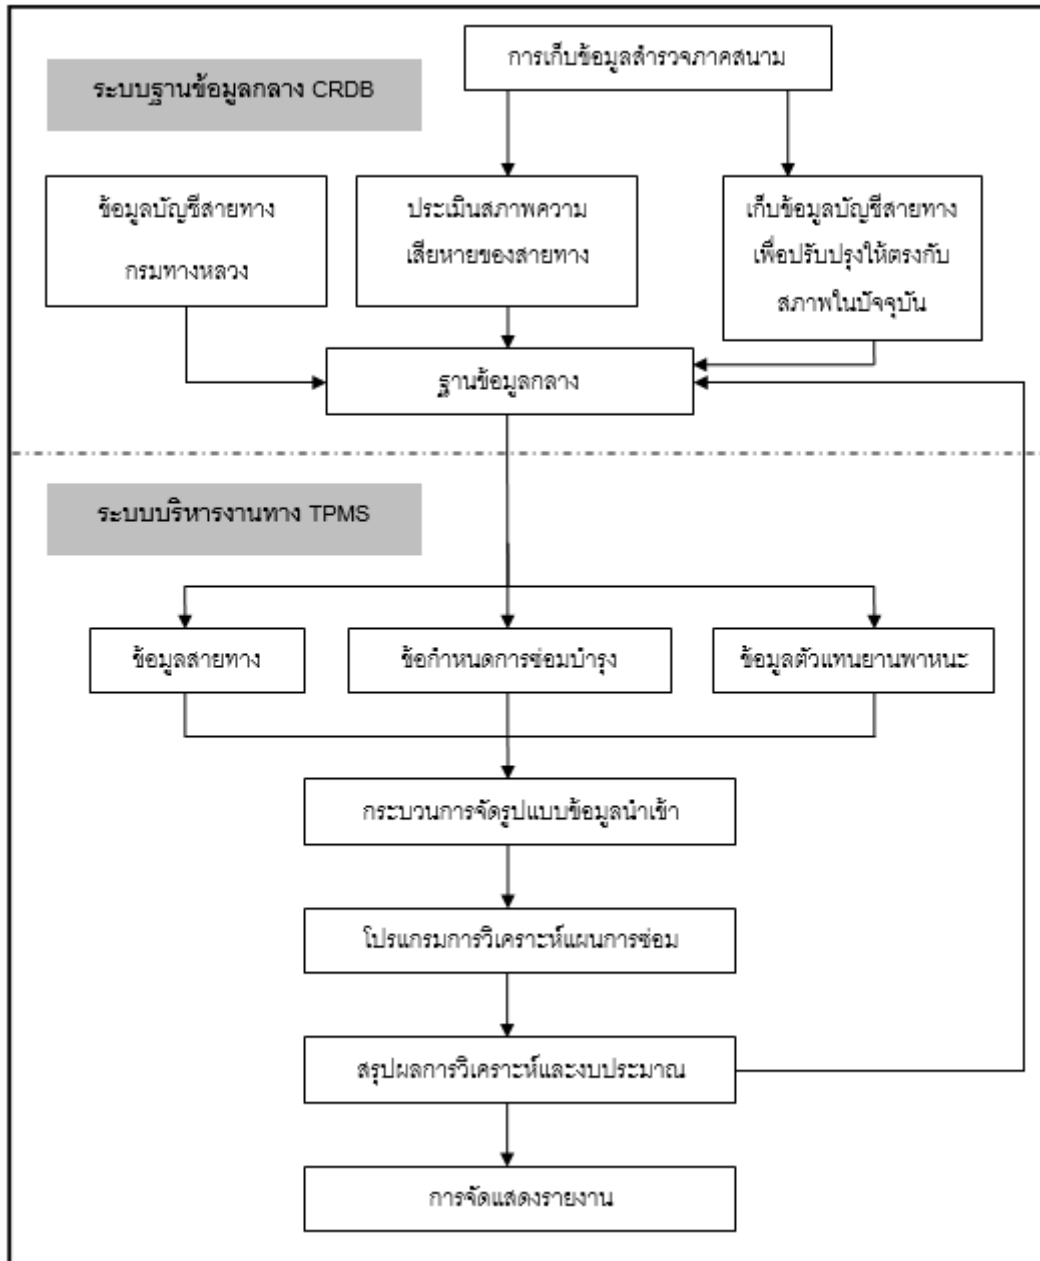 การเก็บข้อมูลสำรวจภาคสนาม
ระบบฐานข้อมูลกลาง CRDB
ข้อมูลบัญชีสายทาง
กรมทางหลวง
ประเมินสภาพความ
เสียหายของสายทาง
เก็บข้อมูลบัญชีสายทาง
เพื่อปรับปรุงให้ตรงกับ
สภาพในปัจจุบัน
ฐานข้อมูลกลาง
ระบบบริหารงานทาง TPMS
ข้อมูลสายทาง
ข้อกำหนดการซ่อมบำรุง
ข้อมูลตัวแทนยานพาหนะ
กระบวนการจัดรูปแบบข้อมูลนำเข้า
โปรแกรมการวิเคราะห์แผนการซ่อม
สรุปผลการวิเคราะห์และงบประมาณ
การจัดแสดงรายงาน